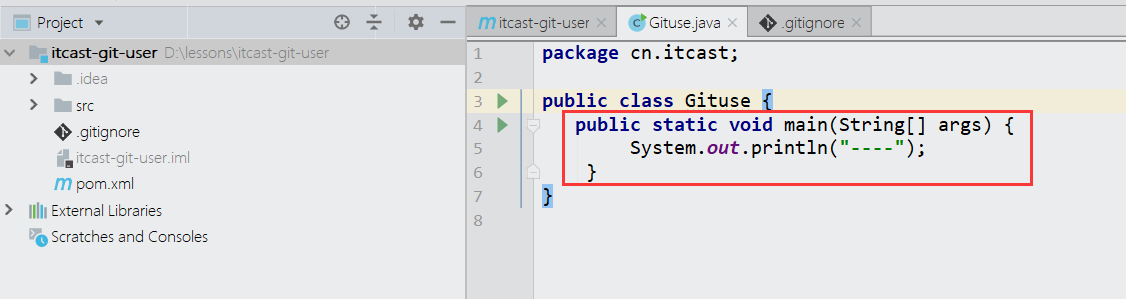 Project
itcast-git-user D:\lessons\itcast-git-user
.idea
src
.gitignore
itcast-git-user.iml
pom.xml
External Libraries
Scratches and Consoles
itcast-git-user
Gituse.java
.gitignore
1 package cn.itcast;
2
3 public class Gituse {
4 public static void main(String[] args) {
5 System.out.println("----");
6 }
7 }
8